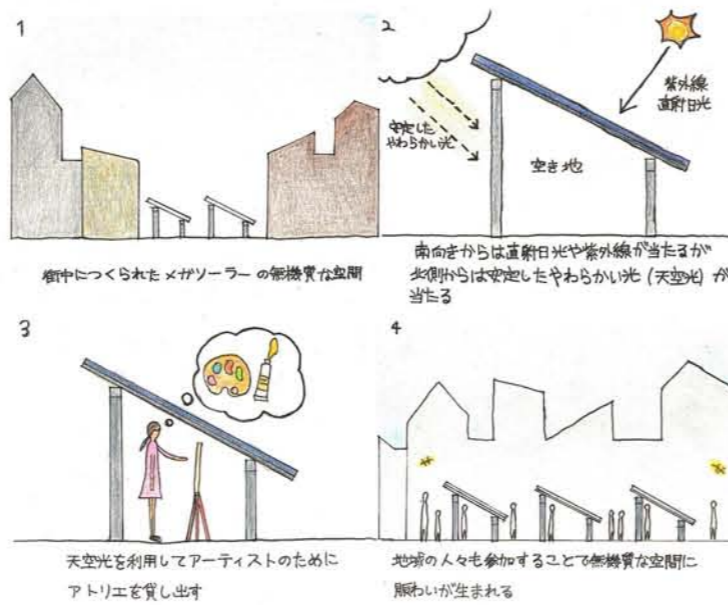 1
街中につくられたメガソーラーの無機質な空間
2
紫外線
直射日光
安定した
やわらかい光
空き地
南向きからは直射日光や紫外線が当たるが
北側からは安定したやわらかい光（天空光）が
当たる
3
天空光を利用してアーティストのために
アトリエを貸し出す
4
地域の人々も参加することで無機質な空間に
賑わいが生まれる